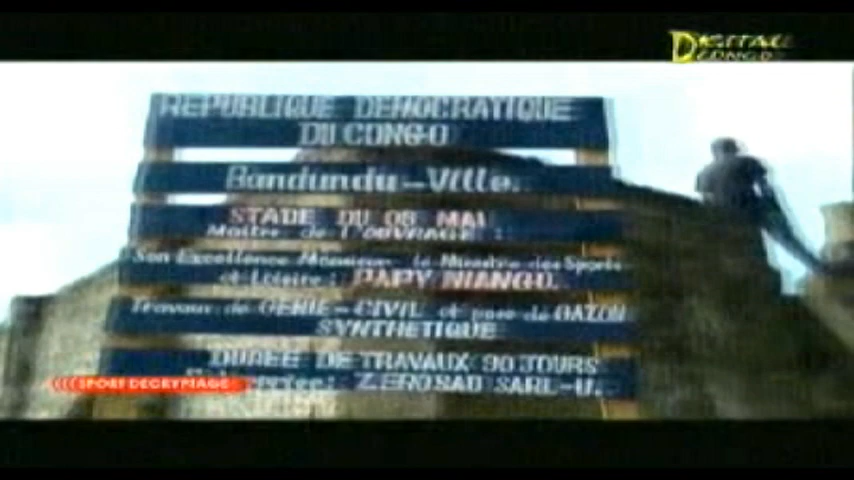 DIGITAL
CONGO
REPUBLIQUE DEMOCRATIQUE
DU CONGO
Bandundu-Ville.
STADE DU 05 MAI
Maitre de L'OUVRAGE :
Son Excellence Monsieur le Ministre des Sports
et Loisirs: PAPY NIANGO
Travaux de GENIE-CIVIL et pose de GAZON
SYNTHETIQUE
DUREE DE TRAVAUX 90 JOURS
ZEROSAO SARL-U.
SPORT DECRYPTAGE